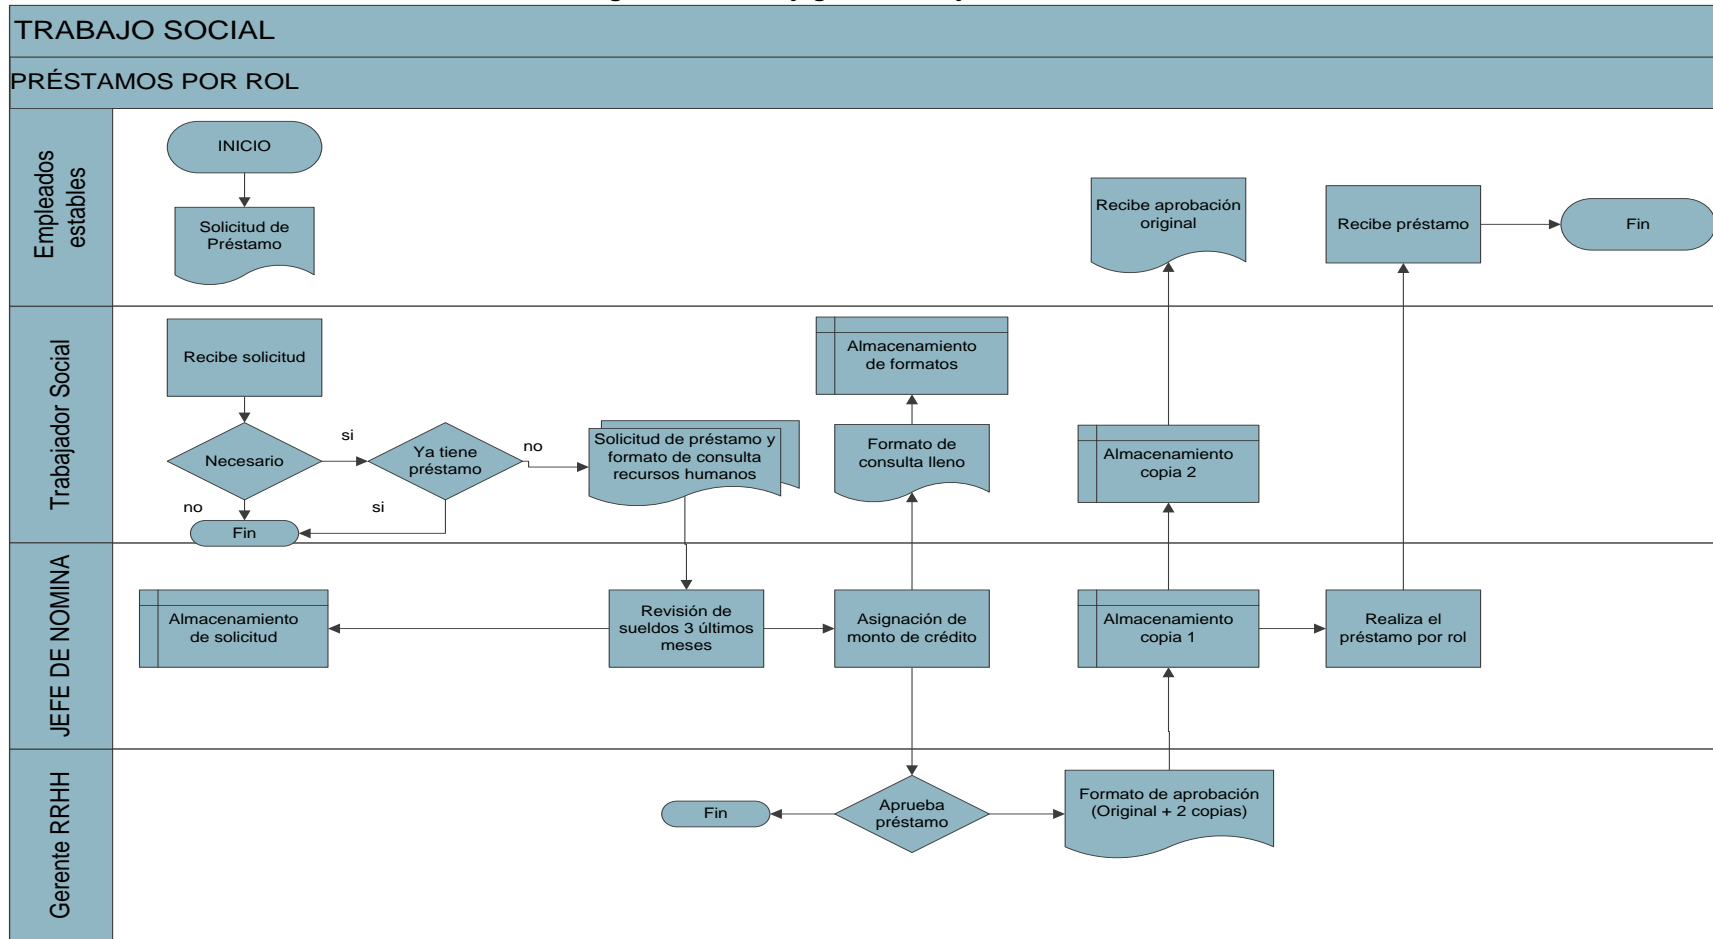 TRABAJO SOCIAL
PRÉSTAMOS POR ROL
Empleados
estables
INICIO
Solicitud de
Préstamo
Recibe aprobación
original
Recibe préstamo
Fin
Trabajador Social
Recibe solicitud
Necesario
si
no
Ya tiene
préstamo
no
si
Fin
Solicitud de préstamo y
formato de consulta
recursos humanos
Almacenamiento
de formatos
Formato de
consulta lleno
Almacenamiento
copia 2
JEFE DE NOMINA
Almacenamiento
de solicitud
Revisión de
sueldos 3 últimos
meses
Asignación de
monto de crédito
Almacenamiento
copia 1
Realiza el
préstamo por rol
Gerente RRHH
Fin
Aprueba
préstamo
Formato de aprobación
(Original + 2 copias)